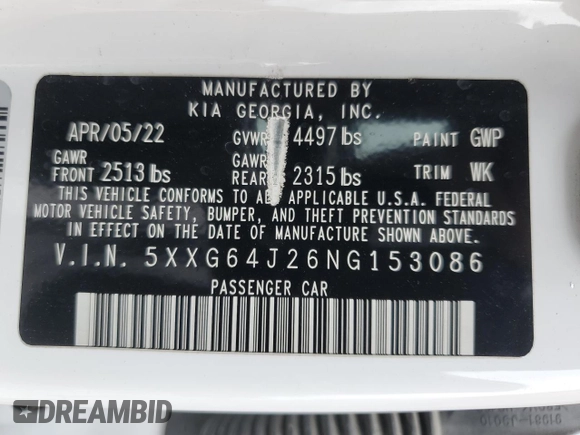 MANUFACTURED BY
KIA GEORGIA, INC.
APR/05/22 GVWR 4497 lbs PAINT GWP
GAWR FRONT 2513 lbs GAWR REAR 2315 lbs TRIM WK
THIS VEHICLE CONFORMS TO ALL APPLICABLE U.S.A. FEDERAL
MOTOR VEHICLE SAFETY, BUMPER, AND THEFT PREVENTION STANDARDS
IN EFFECT ON THE DATE OF MANUFACTURE SHOWN ABOVE.
V.I.N. 5XXG64J26NG153086
PASSENGER CAR
DREAMBID